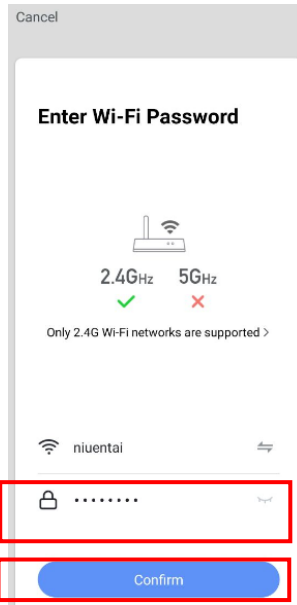 Cancel
Enter Wi-Fi Password
2.4GHz 5GHz
Only 2.4G Wi-Fi networks are supported >
niuentai
••••••••
Confirm